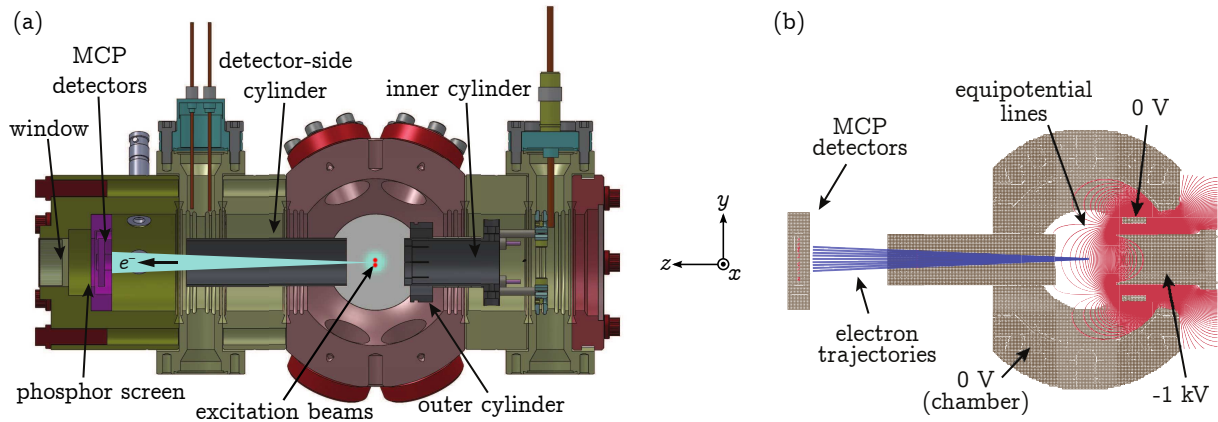 (a)
MCP
detectors
detector-side
cylinder
inner cylinder
window
e⁻
phosphor screen
excitation beams
outer cylinder
y
z
x
(b)
equipotential
lines
0 V
MCP
detectors
electron
trajectories
0 V
(chamber)
-1 kV